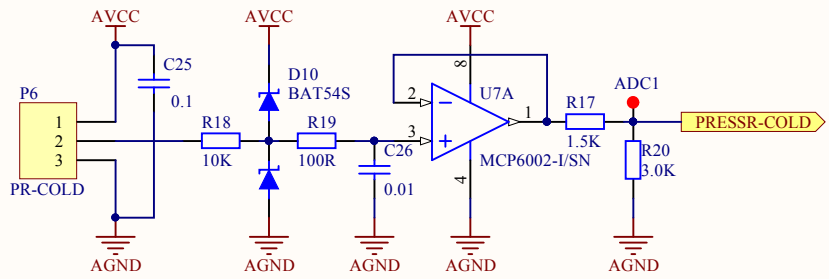 AVCC
AVCC
AVCC
P6
C25
0.1
1
2
3
PR-COLD
AGND
R18
10K
D10
BAT54S
AGND
R19
100R
C26
0.01
AGND
2
3
8
4
1
U7A
MCP6002-I/SN
AGND
R17
1.5K
ADC1
R20
3.0K
AGND
PRESSR-COLD